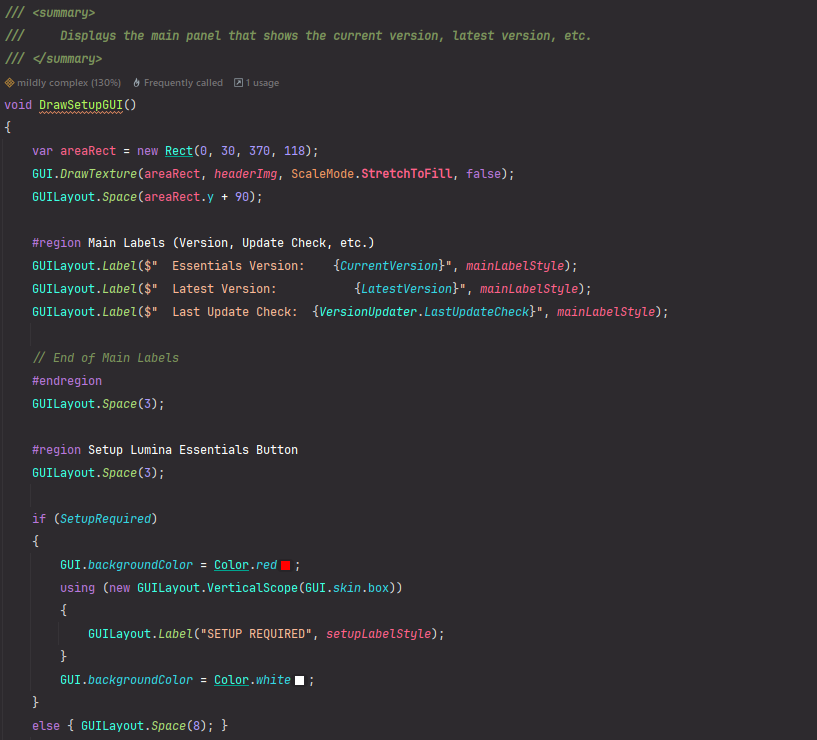 /// <summary>
///     Displays the main panel that shows the current version, latest version, etc.
/// </summary>
mildly complex (130%)  Frequently called  1 usage
void DrawSetupGUI()
{
    var areaRect = new Rect(0, 30, 370, 118);
    GUI.DrawTexture(areaRect, headerImg, ScaleMode.StretchToFill, false);
    GUILayout.Space(areaRect.y + 90);

    #region Main Labels (Version, Update Check, etc.)
    GUILayout.Label($"  Essentials Version:    {CurrentVersion}", mainLabelStyle);
    GUILayout.Label($"  Latest Version:           {LatestVersion}", mainLabelStyle);
    GUILayout.Label($"  Last Update Check:  {VersionUpdater.LastUpdateCheck}", mainLabelStyle);

    // End of Main Labels
    #endregion
    GUILayout.Space(3);

    #region Setup Lumina Essentials Button
    GUILayout.Space(3);

    if (SetupRequired)
    {
        GUI.backgroundColor = Color.red;
        using (new GUILayout.VerticalScope(GUI.skin.box))
        {
            GUILayout.Label("SETUP REQUIRED", setupLabelStyle);
        }
        GUI.backgroundColor = Color.white;
    }
    else { GUILayout.Space(8); }